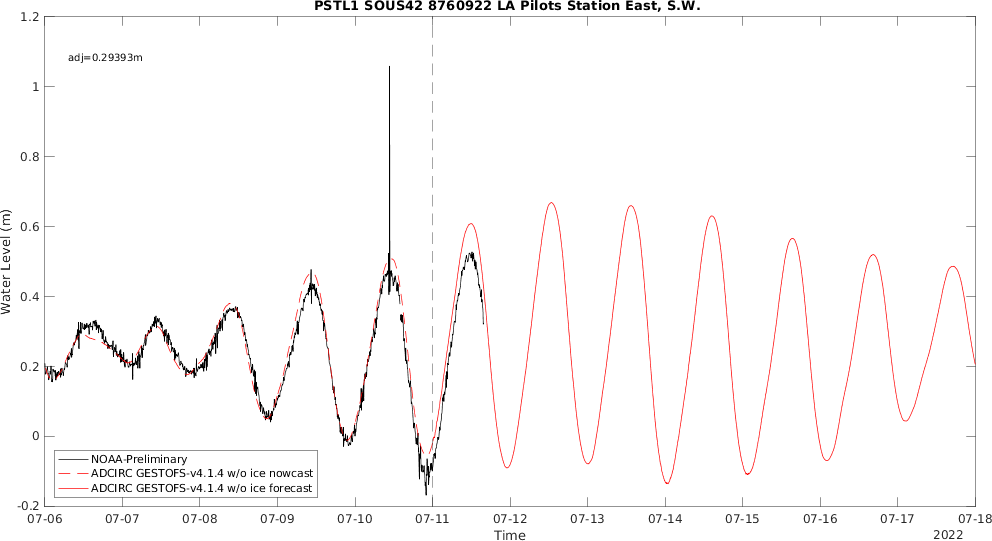 PSTL1 SOUS42 8760922 LA Pilots Station East, S.W.
1.2
adj=0.29393m
1
0.8
0.6
0.4
0.2
0
-0.2
Water Level (m)
NOAA-Preliminary
ADCIRC GESTOFS-v4.1.4 w/o ice nowcast
ADCIRC GESTOFS-v4.1.4 w/o ice forecast
07-06 07-07 07-08 07-09 07-10 07-11 07-12 07-13 07-14 07-15 07-16 07-17 07-18
Time
2022